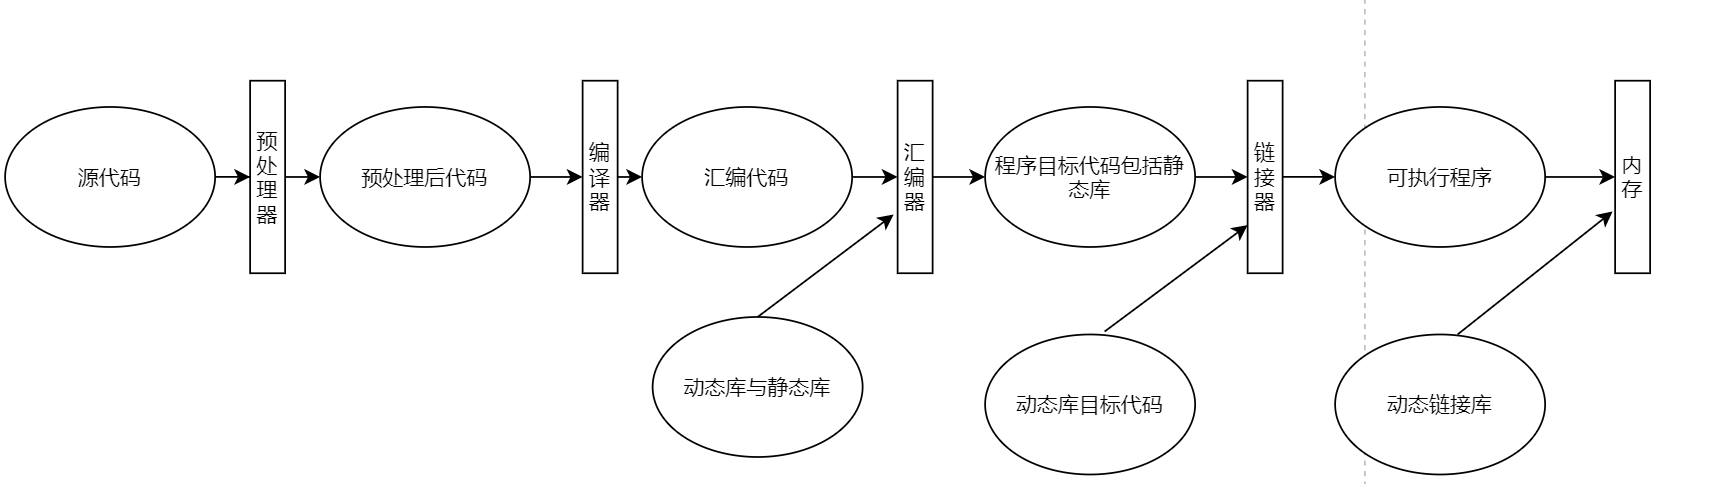 源代码
预
处
理
器
预处理后代码
编
译
器
汇编代码
汇
编
器
程序目标代码包括静
态库
链
接
器
可执行程序
内
存
动态库与静态库
动态库目标代码
动态链接库